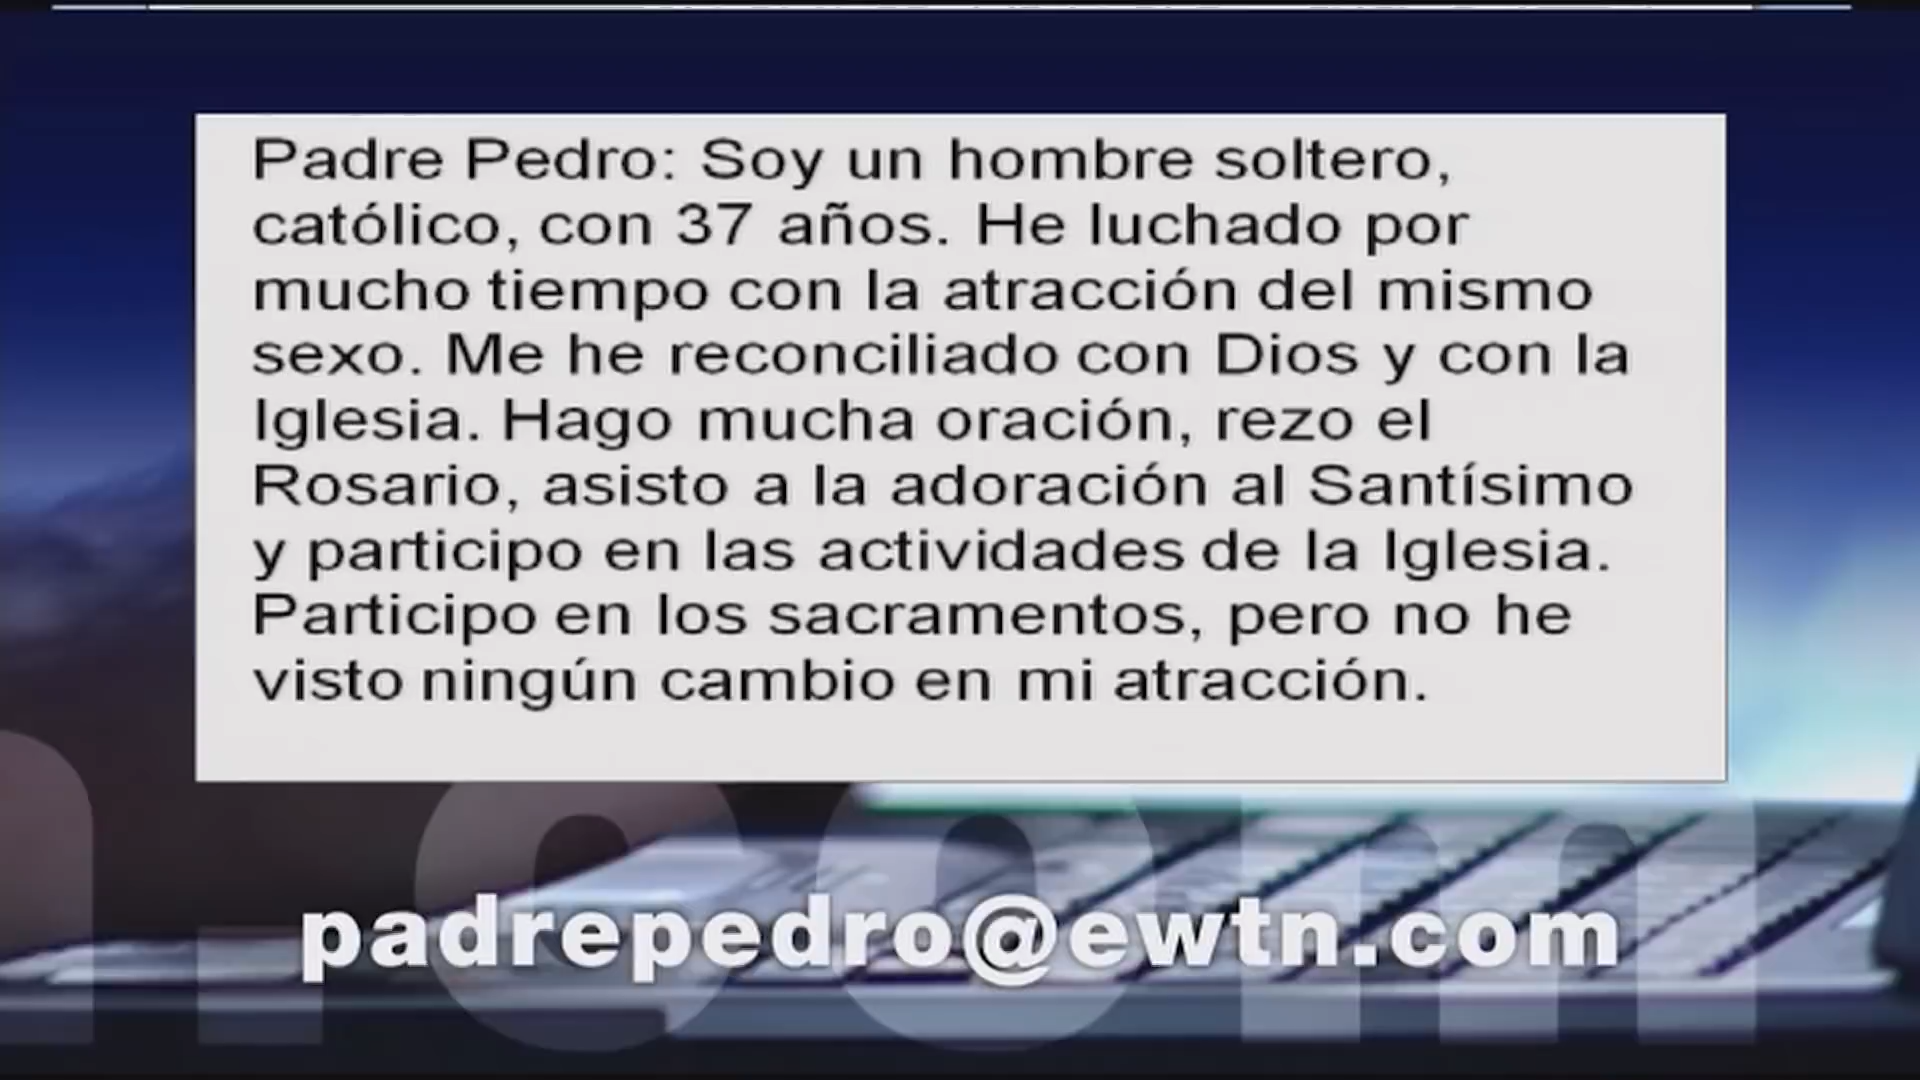 Padre Pedro: Soy un hombre soltero,
católico, con 37 años. He luchado por
mucho tiempo con la atracción del mismo
sexo. Me he reconciliado con Dios y con la
Iglesia. Hago mucha oración, rezo el
Rosario, asisto a la adoración al Santísimo
y participo en las actividades de la Iglesia.
Participo en los sacramentos, pero no he
visto ningún cambio en mi atracción.
n.com
padrepedro@ewtn.com